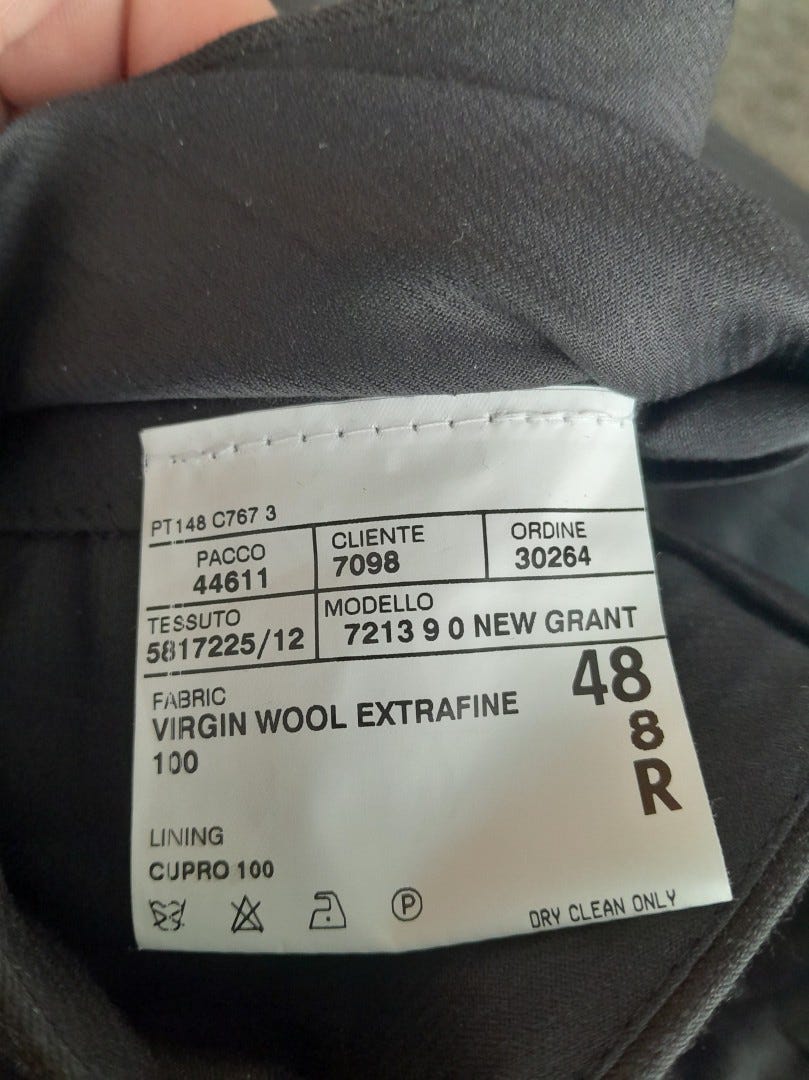 PT148 C767 3
PACCO
44611
CLIENTE
7098
ORDINE
30264
TESSUTO
5817225/12
MODELLO
7213 9 0 NEW GRANT
48
8
R
FABRIC
VIRGIN WOOL EXTRAFINE
100
LINING
CUPRO 100
P
DRY CLEAN ONLY